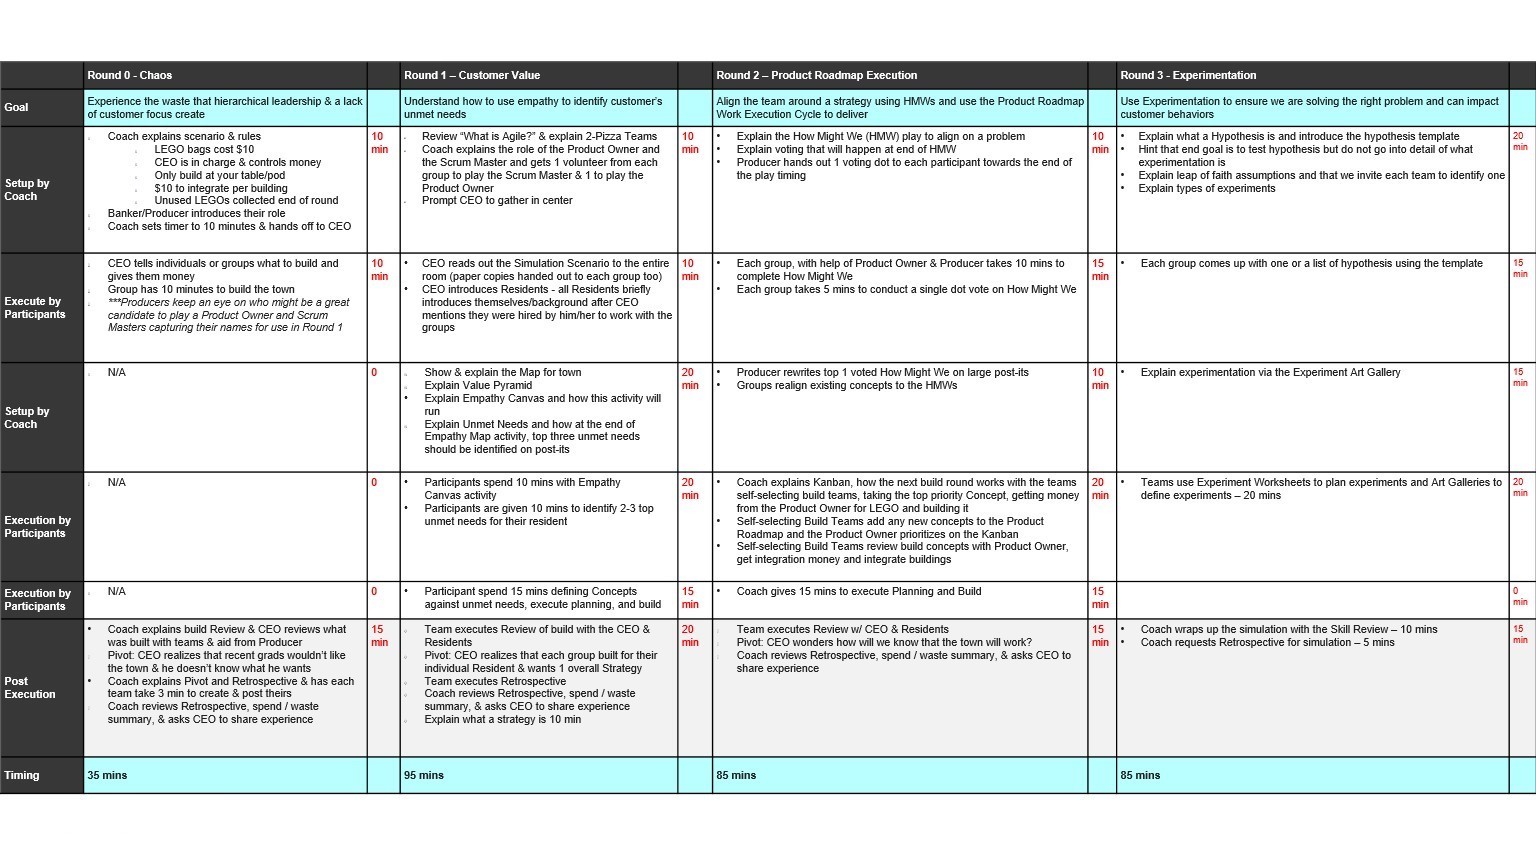 Round 0 - Chaos
Round 1 – Customer Value
Round 2 – Product Roadmap Execution
Round 3 - Experimentation
Goal
Experience the waste that hierarchical leadership & a lack
of customer focus create
Understand how to use empathy to identify customer's
unmet needs
Align the team around a strategy using HMWs and use the Product Roadmap
Work Execution Cycle to deliver
Use Experimentation to ensure we are solving the right problem and can impact
customer behaviors
Setup by
Coach
Coach explains scenario & rules
LEGO bags cost $10
CEO is in charge & controls money
Only build at your table/pod
$10 to integrate per building
Unused LEGOs collected end of round
Banker/Producer introduces their role
Coach sets timer to 10 minutes & hands off to CEO
10
min
Review “What is Agile?” & explain 2-Pizza Teams
Coach explains the role of the Product Owner and
the Scrum Master and gets 1 volunteer from each
group to play the Scrum Master & 1 to play the
Product Owner
Prompt CEO to gather in center
10
min
• Explain the How Might We (HMW) play to align on a problem
• Explain voting that will happen at end of HMW
• Producer hands out 1 voting dot to each participant towards the end of
the play timing
10
min
• Explain what a Hypothesis is and introduce the hypothesis template
• Hint that end goal is to test hypothesis but do not go into detail of what
experimentation is
• Explain leap of faith assumptions and that we invite each team to identify one
• Explain types of experiments
20
min
Execute by
Participants
CEO tells individuals or groups what to build and
gives them money
Group has 10 minutes to build the town
***Producers keep an eye on who might be a great
candidate to play a Product Owner and Scrum
Masters capturing their names for use in Round 1
10
min
• CEO reads out the Simulation Scenario to the entire
room (paper copies handed out to each group too)
• CEO introduces Residents - all Residents briefly
introduces themselves/background after CEO
mentions they were hired by him/her to work with the
groups
10
min
• Each group, with help of Product Owner & Producer takes 10 mins to
complete How Might We
• Each group takes 5 mins to conduct a single dot vote on How Might We
15
min
• Each group comes up with one or a list of hypothesis using the template
15
min
Setup by
Coach
N/A
0
Show & explain the Map for town
Explain Value Pyramid
• Explain Empathy Canvas and how this activity will
run
Explain Unmet Needs and how at the end of
Empathy Map activity, top three unmet needs
should be identified on post-its
20
min
• Producer rewrites top 1 voted How Might We on large post-its
• Groups realign existing concepts to the HMWs
10
min
• Explain experimentation via the Experiment Art Gallery
15
min
Execution by
Participants
N/A
0
• Participants spend 10 mins with Empathy
Canvas activity
• Participants are given 10 mins to identify 2-3 top
unmet needs for their resident
20
min
• Coach explains Kanban, how the next build round works with the teams
self-selecting build teams, taking the top priority Concept, getting money
from the Product Owner for LEGO and building it
• Self-selecting Build Teams add any new concepts to the Product
Roadmap and the Product Owner prioritizes on the Kanban
• Self-selecting Build Teams review build concepts with Product Owner,
get integration money and integrate buildings
20
min
• Teams use Experiment Worksheets to plan experiments and Art Galleries to
define experiments – 20 mins
20
min
Execution by
Participants
N/A
0
• Participant spend 15 mins defining Concepts
against unmet needs, execute planning, and build
15
min
• Coach gives 15 mins to execute Planning and Build
15
min
0
min
Post
Execution
• Coach explains build Review & CEO reviews what
was built with teams & aid from Producer
Pivot: CEO realizes that recent grads wouldn't like
the town & he doesn't know what he wants
• Coach explains Pivot and Retrospective & has each
team take 3 min to create & post theirs
Coach reviews Retrospective, spend / waste
summary, & asks CEO to share experience
15
min
Team executes Review of build with the CEO &
Residents
Pivot: CEO realizes that each group built for their
individual Resident & wants 1 overall Strategy
Team executes Retrospective
Coach reviews Retrospective, spend / waste
summary, & asks CEO to share experience
Explain what a strategy is 10 min
20
min
Team executes Review w/ CEO & Residents
Pivot: CEO wonders how will we know that the town will work?
Coach reviews Retrospective, spend / waste summary, & asks CEO to
share experience
15
min
• Coach wraps up the simulation with the Skill Review – 10 mins
• Coach requests Retrospective for simulation – 5 mins
15
min
Timing
35 mins
95 mins
85 mins
85 mins